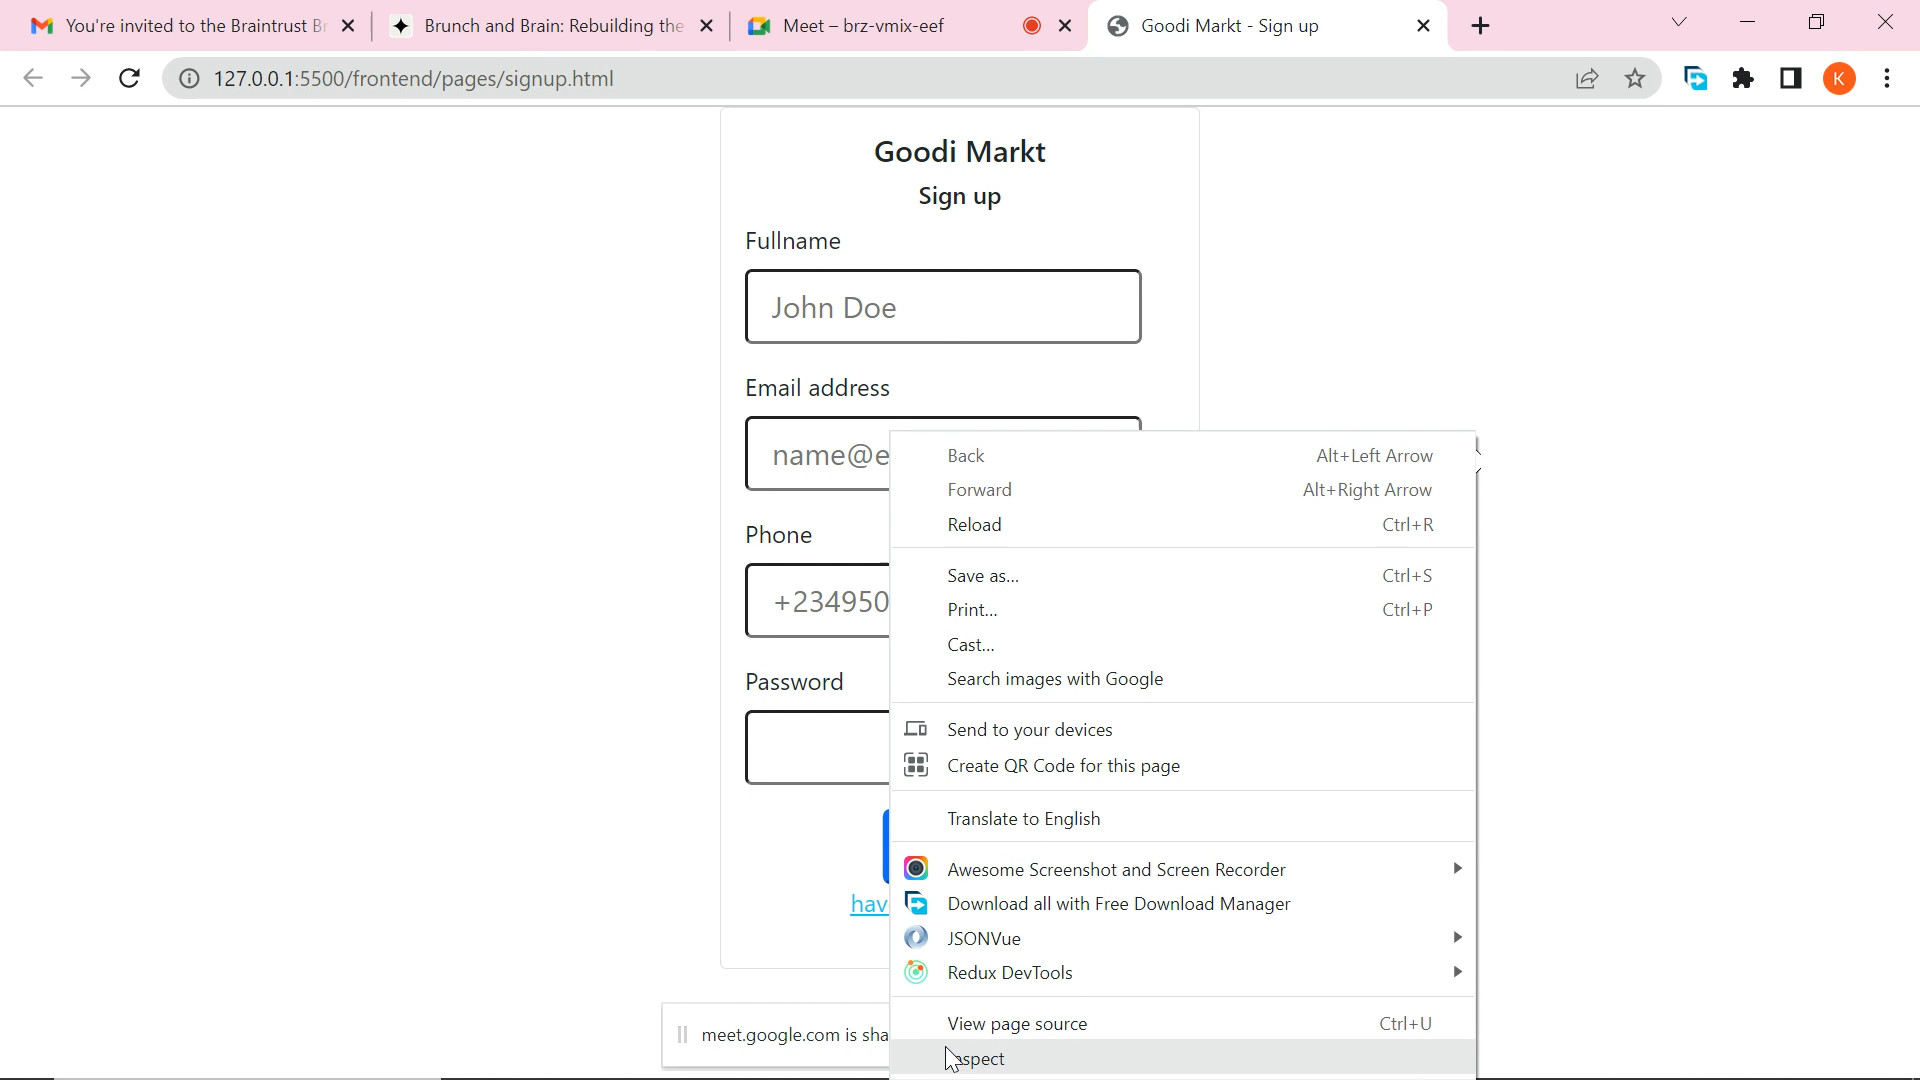 You're invited to the Braintrust Br
Brunch and Brain: Rebuilding the
Meet – brz-vmix-eef
Goodi Markt - Sign up
127.0.0.1:5500/frontend/pages/signup.html
K
Goodi Markt
Sign up
Fullname
John Doe
Email address
name@e
Phone
+234950
Password
hav
meet.google.com is sha
Back Alt+Left Arrow
Forward Alt+Right Arrow
Reload Ctrl+R
Save as... Ctrl+S
Print... Ctrl+P
Cast...
Search images with Google
Send to your devices
Create QR Code for this page
Translate to English
Awesome Screenshot and Screen Recorder
Download all with Free Download Manager
JSONVue
Redux DevTools
View page source Ctrl+U
spect